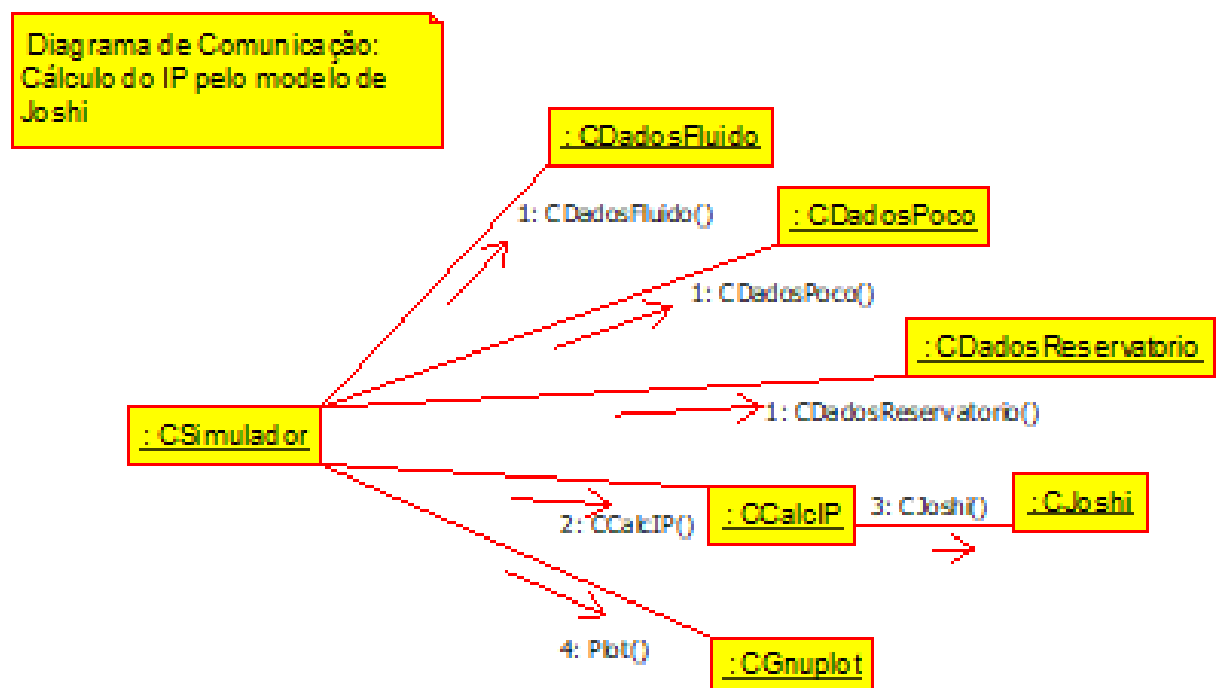 Diagrama de Comunicação:
Cálculo do IP pelo modelo de
Joshi
: CDadosFluido
1: CDadosFluido()
: CDadosPoco
1: CDadosPoco()
: CDadosReservatorio
1: CDadosReservatorio()
: CSimulador
2: CCalcIP()
: CCalcIP
3: CJoshi()
: CJoshi
4: Plot()
: CGnuplot